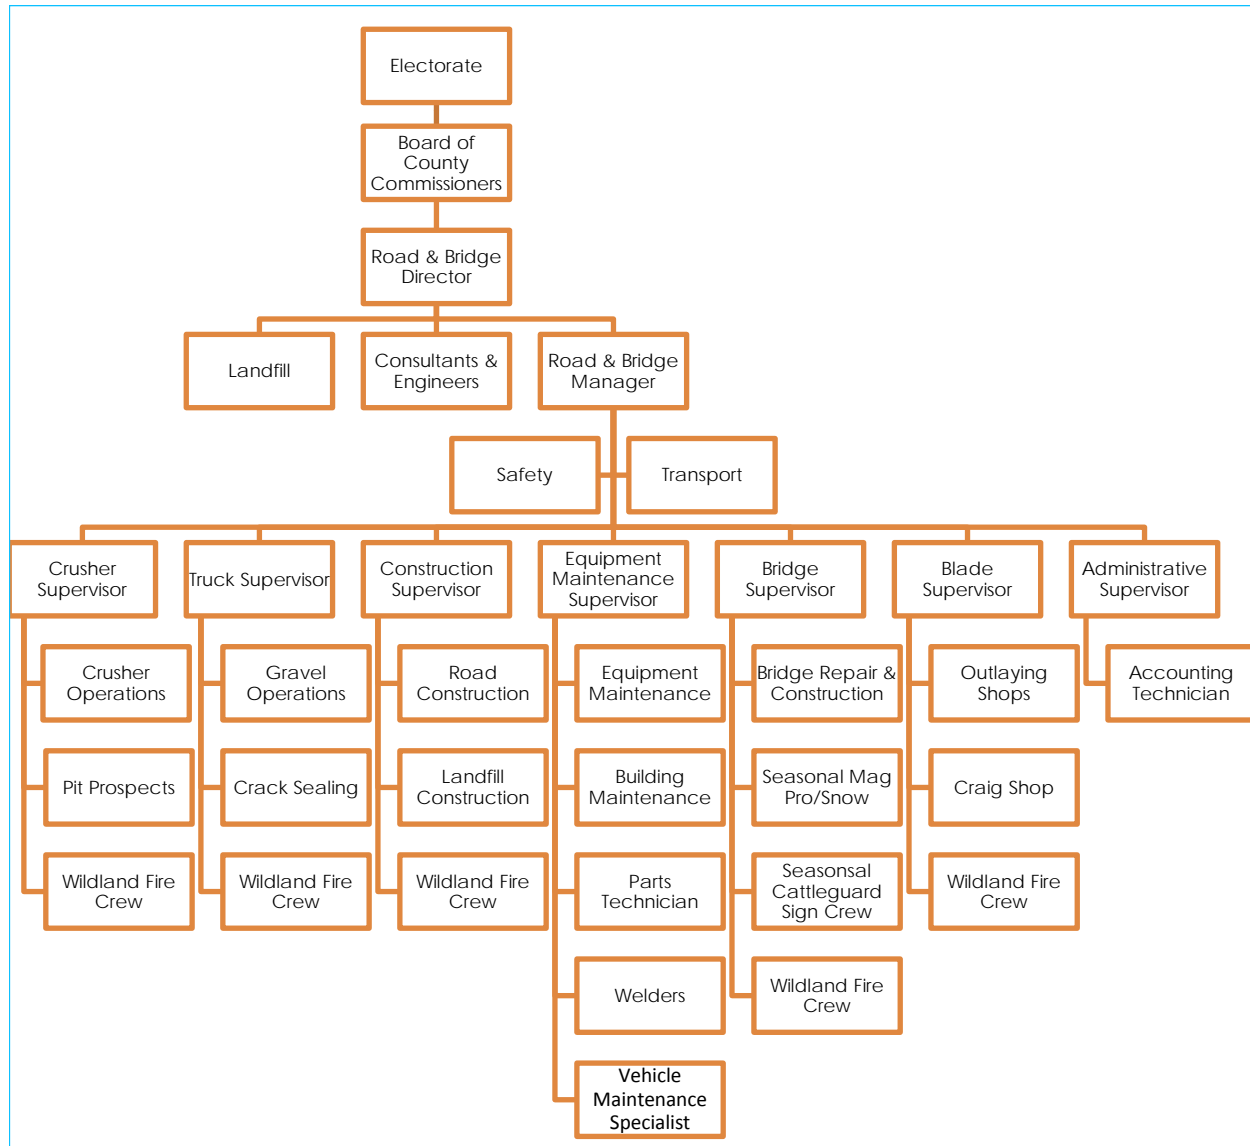 Electorate
Board of
County
Commissioners
Road & Bridge
Director
Landfill
Consultants &
Engineers
Road & Bridge
Manager
Safety
Transport
Crusher
Supervisor
Truck Supervisor
Construction
Supervisor
Equipment
Maintenance
Supervisor
Bridge
Supervisor
Blade
Supervisor
Administrative
Supervisor
Crusher
Operations
Gravel
Operations
Road
Construction
Equipment
Maintenance
Bridge Repair &
Construction
Outlaying
Shops
Accounting
Technician
Pit Prospects
Crack Sealing
Landfill
Construction
Building
Maintenance
Seasonal Mag
Pro/Snow
Craig Shop
Wildland Fire
Crew
Wildland Fire
Crew
Wildland Fire
Crew
Parts
Technician
Seasonsal
Cattleguard
Sign Crew
Wildland Fire
Crew
Welders
Wildland Fire
Crew
Vehicle
Maintenance
Specialist